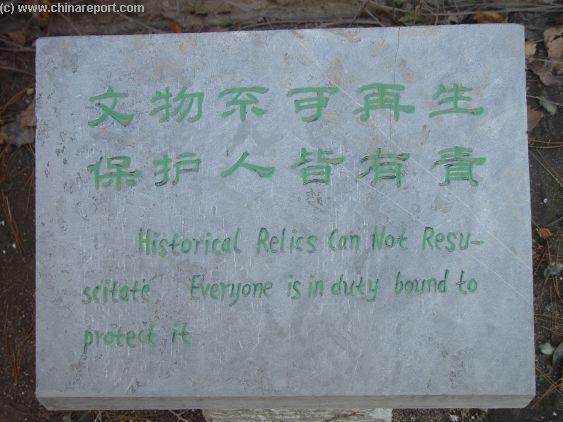 (c) www.chinareport.com
文物不可再生
保护人皆有责
Historical Relics Can Not Resu-
scitate Everyone is in duty bound to
protect it